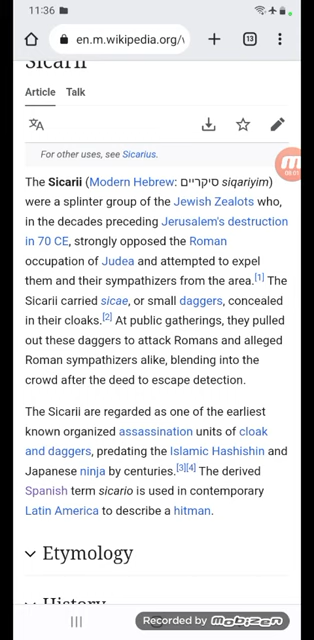 11:36
en.m.wikipedia.org/
13
Sicarii
Article Talk
For other uses, see Sicarius.
00:01
The Sicarii (Modern Hebrew: סיקריים siqariyim)
were a splinter group of the Jewish Zealots who,
in the decades preceding Jerusalem's destruction
in 70 CE, strongly opposed the Roman
occupation of Judea and attempted to expel
them and their sympathizers from the area.[1] The
Sicarii carried sicae, or small daggers, concealed
in their cloaks.[2] At public gatherings, they pulled
out these daggers to attack Romans and alleged
Roman sympathizers alike, blending into the
crowd after the deed to escape detection.
The Sicarii are regarded as one of the earliest
known organized assassination units of cloak
and daggers, predating the Islamic Hashishin and
Japanese ninja by centuries.[3][4] The derived
Spanish term sicario is used in contemporary
Latin America to describe a hitman.
Etymology
History
Recorded by mobizen